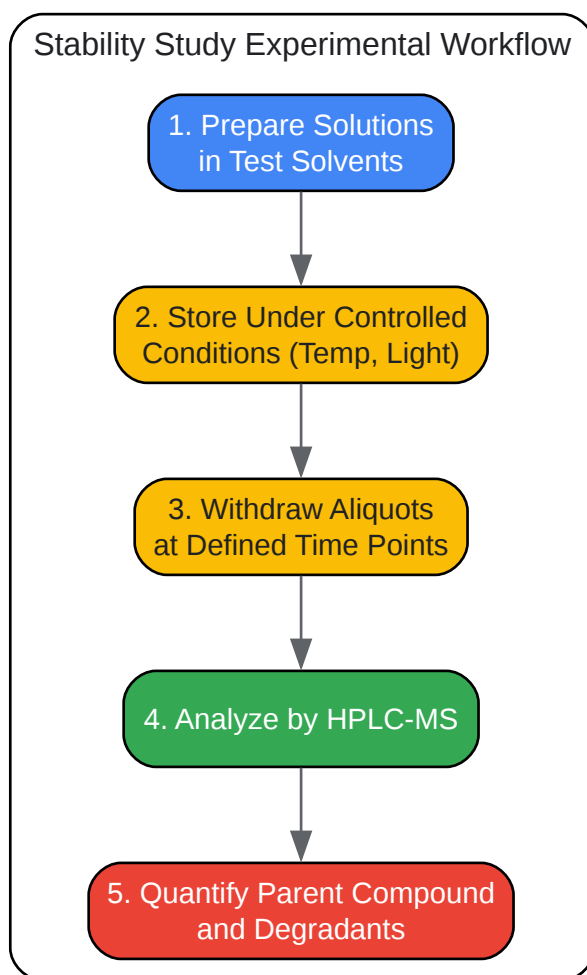 Stability Study Experimental Workflow
1. Prepare Solutions
in Test Solvents
2. Store Under Controlled
Conditions (Temp, Light)
3. Withdraw Aliquots
at Defined Time Points
4. Analyze by HPLC-MS
5. Quantify Parent Compound
and Degradants